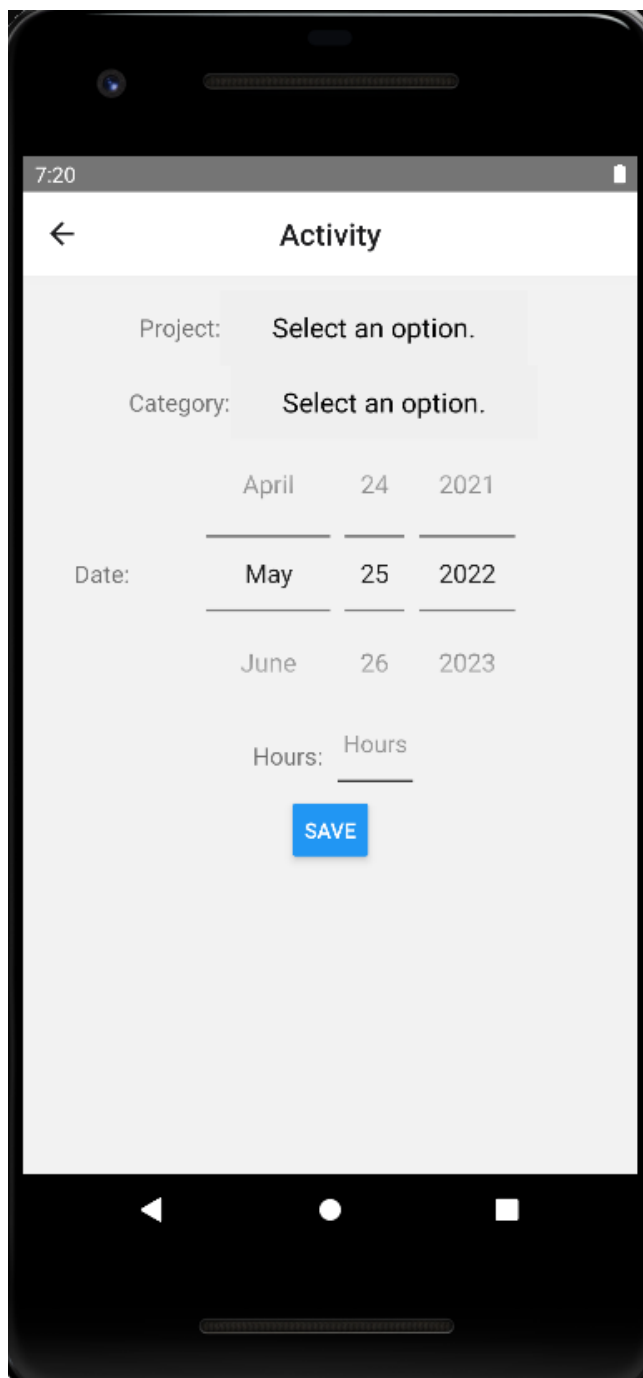 7:20
Activity
Project: Select an option.
Category: Select an option.
April 24 2021
Date: May 25 2022
June 26 2023
Hours: Hours
SAVE